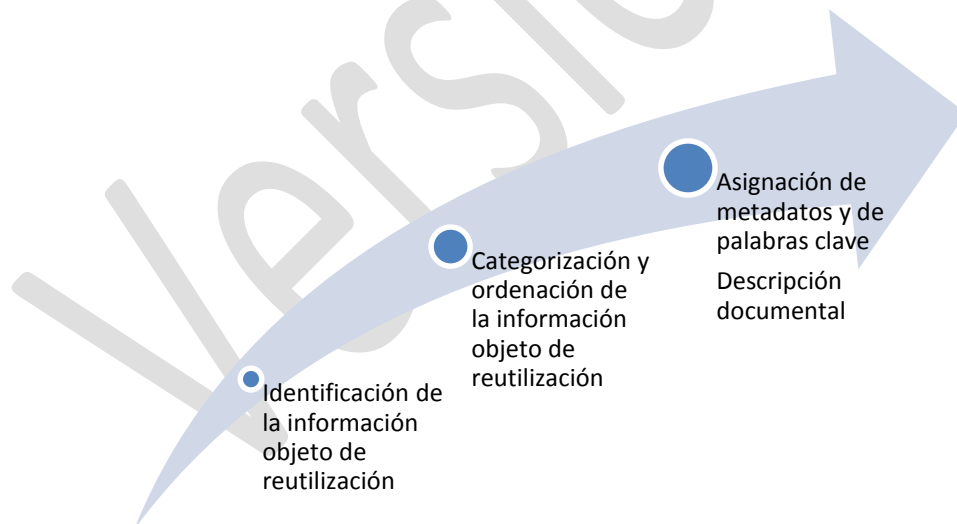 Identificación de
la información
objeto de
reutilización
Categorización y
ordenación de
la información
objeto de
reutilización
Asignación de
metadatos y de
palabras clave
Descripción
documental